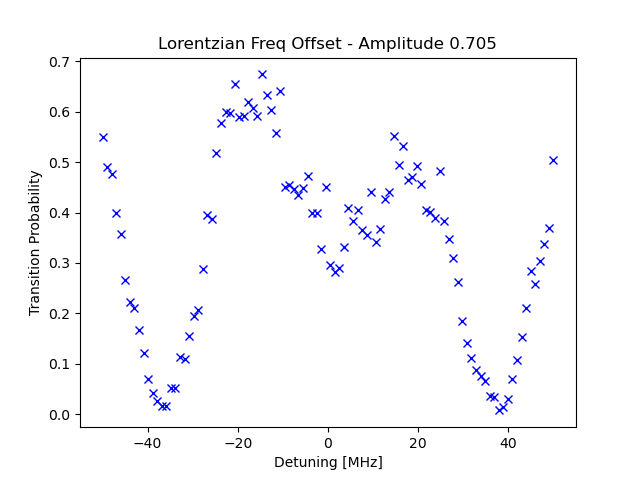 Lorentzian Freq Offset - Amplitude 0.705
0.7
0.6
0.5
0.4
0.3
0.2
0.1
0.0
Transition Probability
−40 −20 0 20 40
Detuning [MHz]